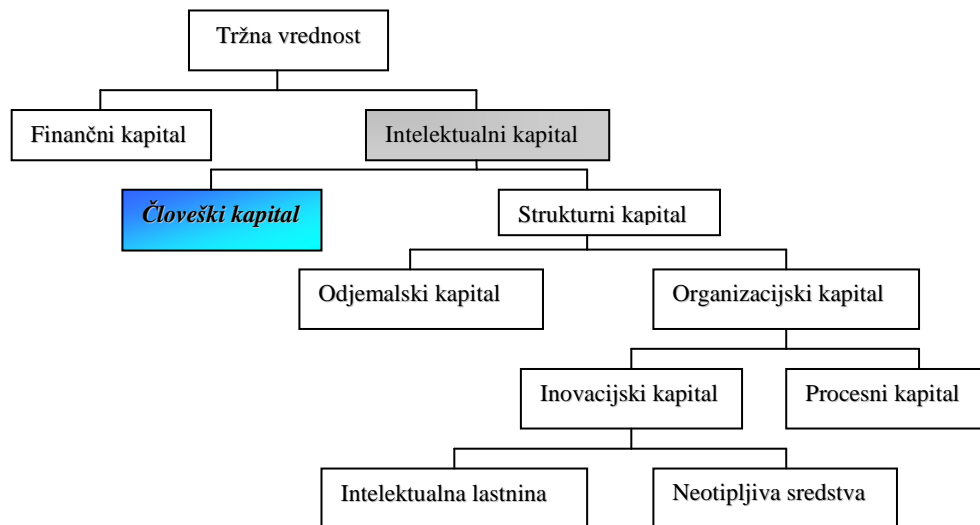 Tržna vrednost
Finančni kapital
Intelektualni kapital
Človeški kapital
Strukturni kapital
Odjemalski kapital
Organizacijski kapital
Inovacijski kapital
Procesni kapital
Intelektualna lastnina
Neotipljiva sredstva